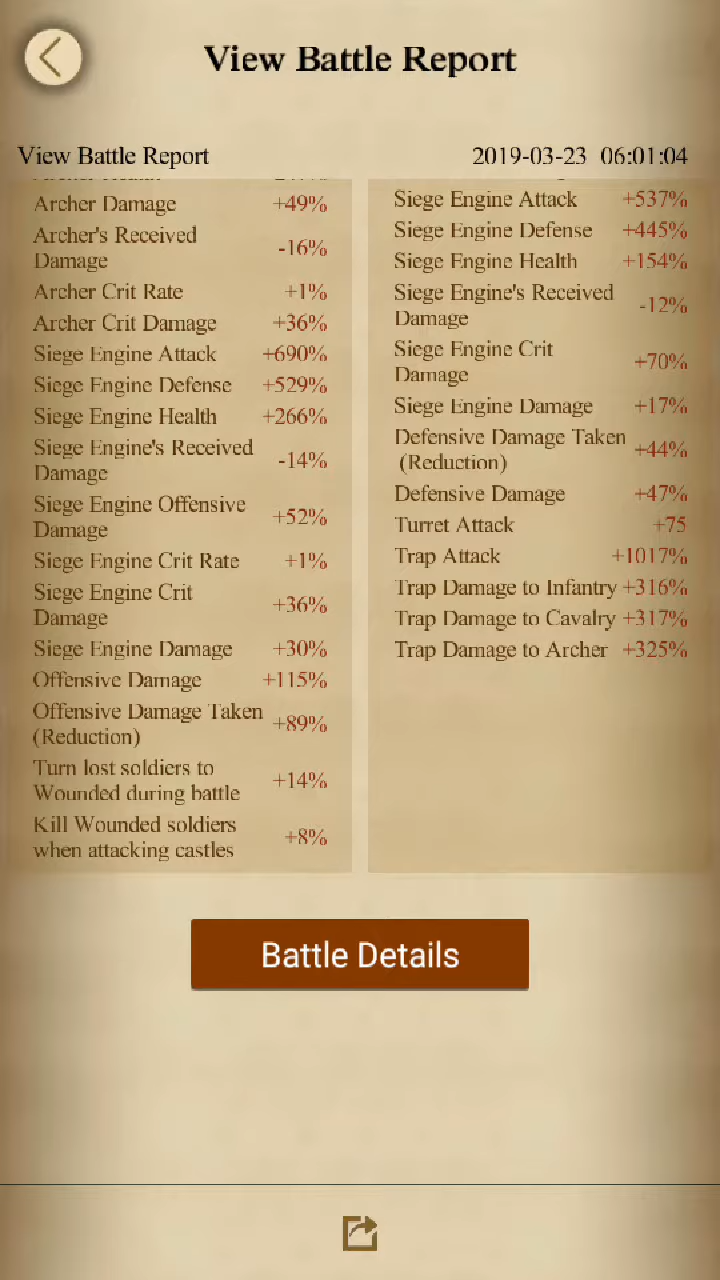 View Battle Report
View Battle Report 2019-03-23 06:01:04
Archer Damage +49%
Archer's Received
Damage -16%
Archer Crit Rate +1%
Archer Crit Damage +36%
Siege Engine Attack +690%
Siege Engine Defense +529%
Siege Engine Health +266%
Siege Engine's Received
Damage -14%
Siege Engine Offensive
Damage +52%
Siege Engine Crit Rate +1%
Siege Engine Crit
Damage +36%
Siege Engine Damage +30%
Offensive Damage +115%
Offensive Damage Taken
(Reduction) +89%
Turn lost soldiers to
Wounded during battle +14%
Kill Wounded soldiers
when attacking castles +8%
Siege Engine Attack +537%
Siege Engine Defense +445%
Siege Engine Health +154%
Siege Engine's Received
Damage -12%
Siege Engine Crit
Damage +70%
Siege Engine Damage +17%
Defensive Damage Taken
(Reduction) +44%
Defensive Damage +47%
Turret Attack +75
Trap Attack +1017%
Trap Damage to Infantry +316%
Trap Damage to Cavalry +317%
Trap Damage to Archer +325%
Battle Details